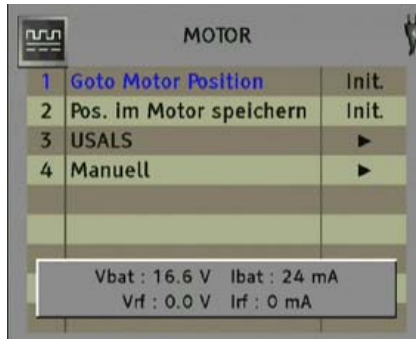 MOTOR
1 Goto Motor Position Init.
2 Pos. im Motor speichern Init.
3 USALS ►
4 Manuell ►
Vbat : 16.6 V Ibat : 24 mA
Vrf : 0.0 V Irf : 0 mA